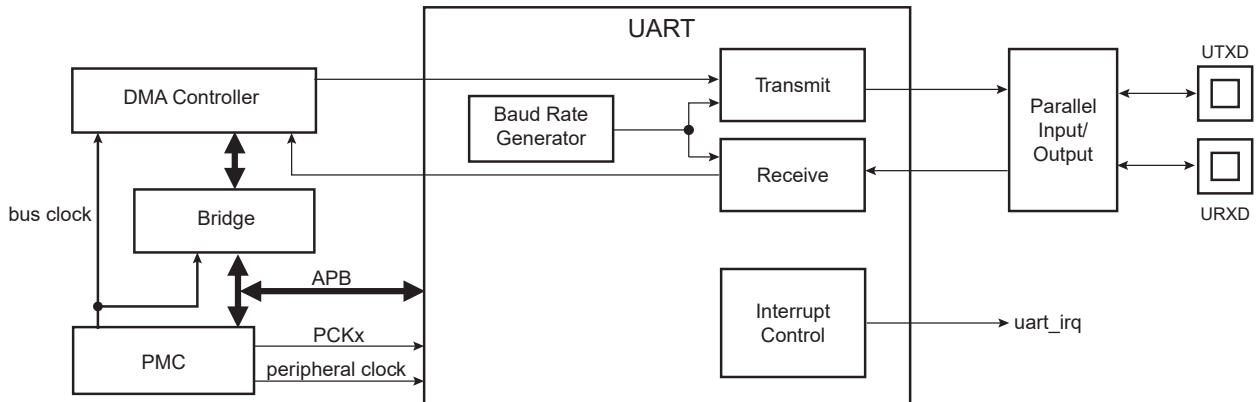 UART
UTXD
DMA Controller
Transmit
Baud Rate
Generator
Parallel
Input/
Output
Receive
bus clock
Bridge
URXD
APB
Interrupt
Control
uart_irq
PCKx
PMC
peripheral clock